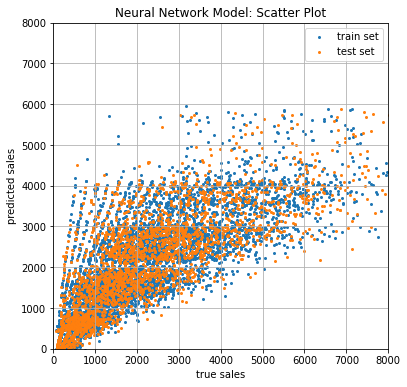 Neural Network Model: Scatter Plot
train set
test set
8000
7000
6000
5000
4000
3000
2000
1000
0
predicted sales
0 1000 2000 3000 4000 5000 6000 7000 8000
true sales